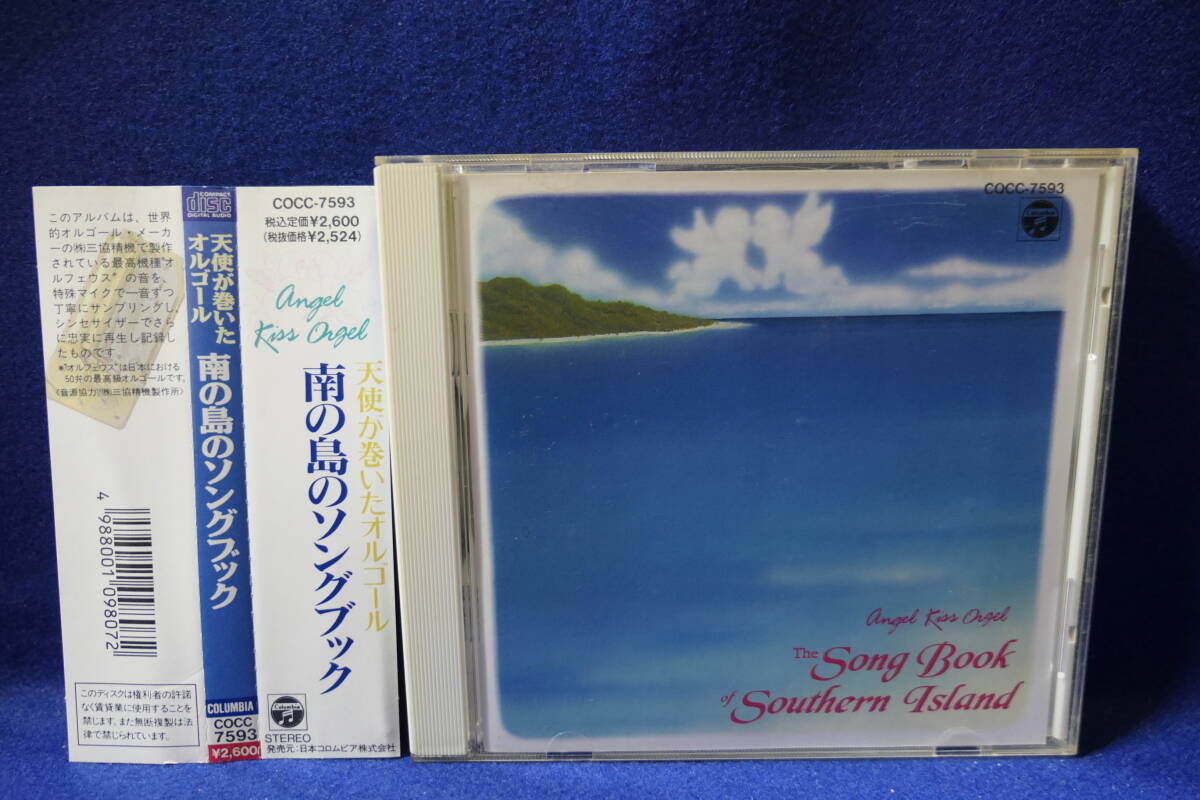 このアルバムは、世界
的オルゴール・メーカ
ーの㈱三協精機で製作
されている最高機種"オ
ルフェウス"の音を、
特殊マイクで一音ずつ
丁寧にサンプリングし、
シンセサイザーでさら
に忠実に再生し記録し
たものです。
*"オルフェウス"は日本における
50弁の最高級オルゴールです。
〈音源協力/㈱三協精機製作所〉
4 988001 098072
このディスクは権利者の許諾
なく賃貸業に使用することを
禁じます。また無断複製は法
律で禁じられています。
COMPACT
disc
DIGITAL AUDIO
天使が巻いた
オルゴール
南の島のソングブック
COLUMBIA
COCC
7593
¥2,600
COCC-7593
税込定価¥2,600
(税抜価格¥2,524)
Angel
Kiss Orgel
天使が巻いたオルゴール
南の島のソングブック
Columbia
STEREO
発売元:日本コロムビア株式会社
COCC-7593
Columbia
Angel Kiss Orgel
The Song Book
of Southern Island